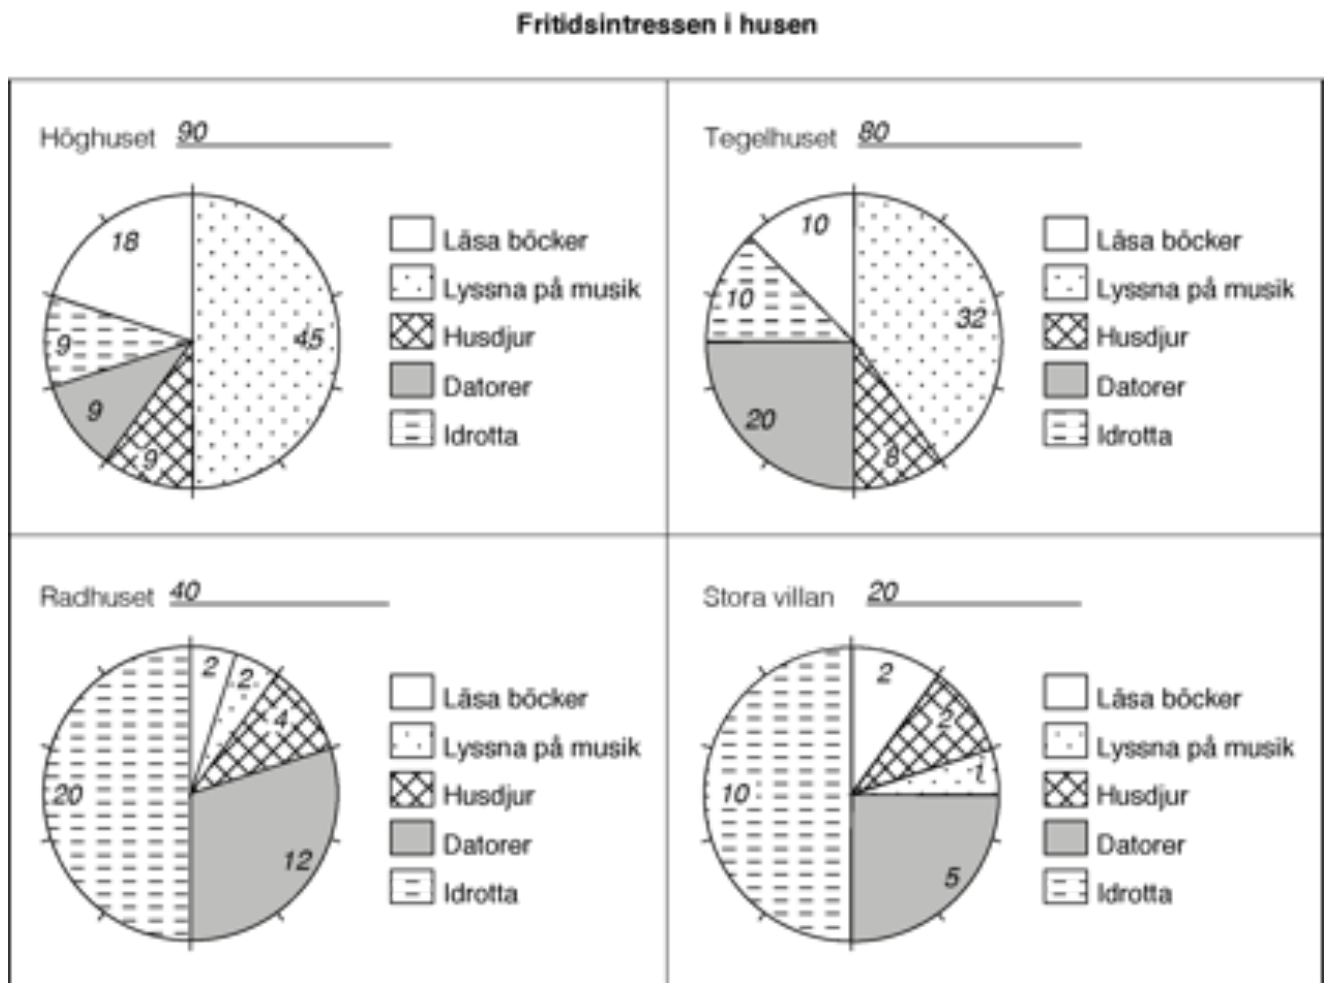 Fritidsintressen i husen
Höghuset 90
18
45
9
9
9
Läsa böcker
Lyssna på musik
Husdjur
Datorer
Idrotta
Tegelhuset 80
10
10
32
20
8
Läsa böcker
Lyssna på musik
Husdjur
Datorer
Idrotta
Radhuset 40
2
2
4
20
12
Läsa böcker
Lyssna på musik
Husdjur
Datorer
Idrotta
Stora villan 20
2
2
1
10
5
Läsa böcker
Lyssna på musik
Husdjur
Datorer
Idrotta